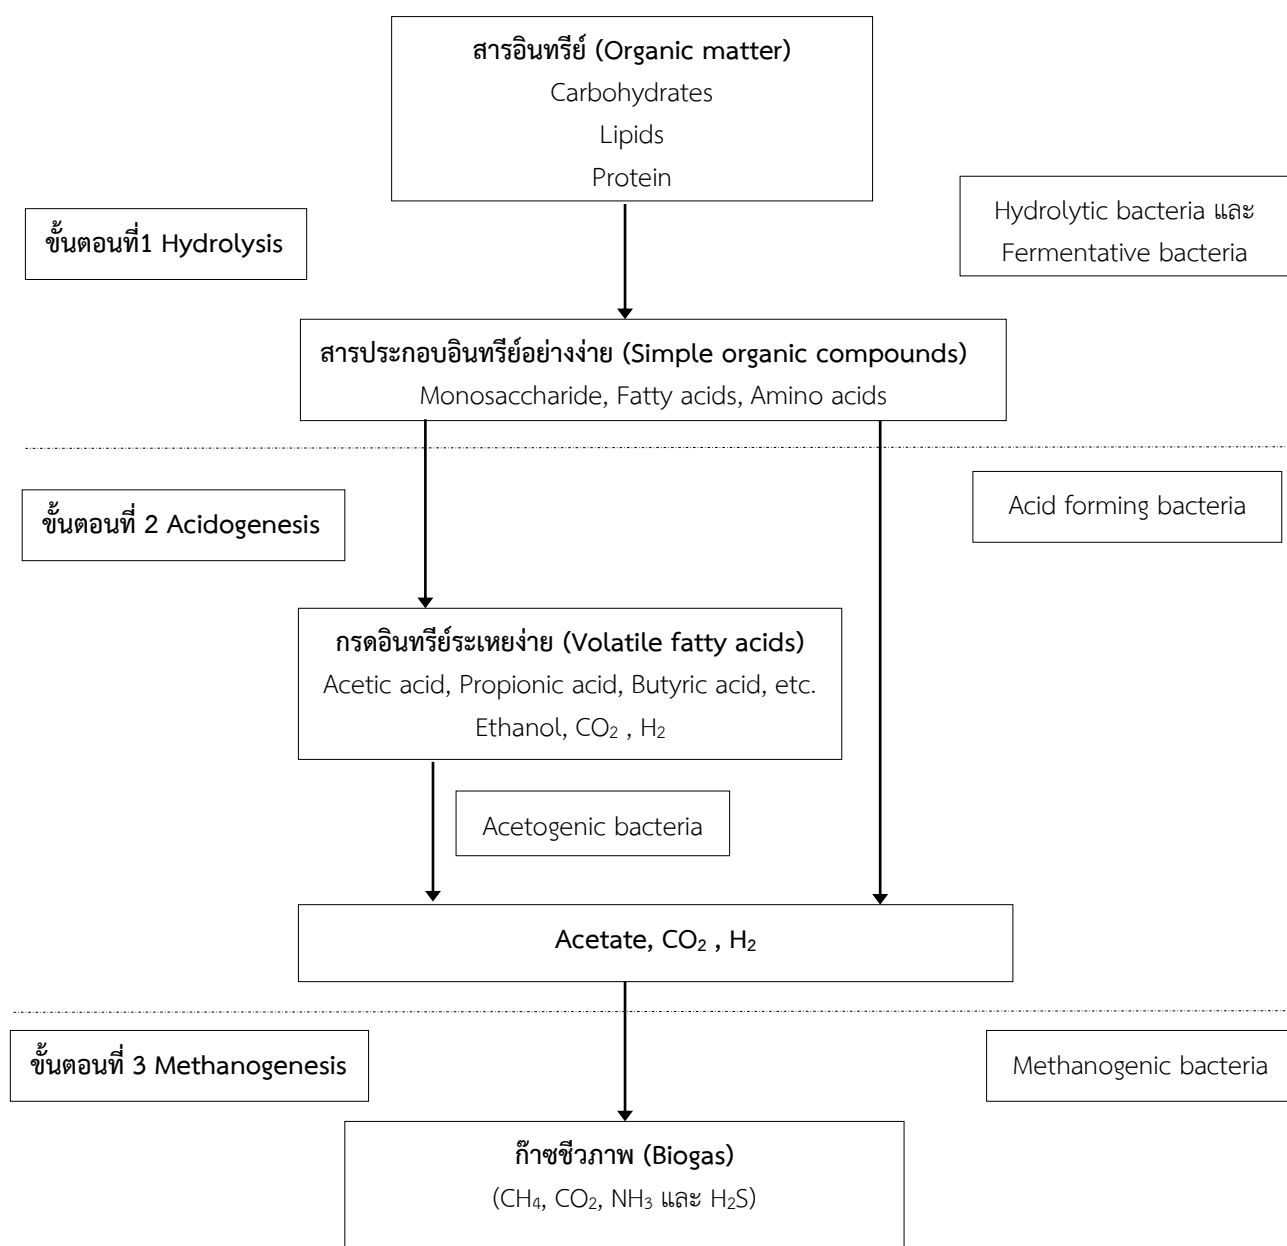 สารอินทรีย์ (Organic matter)
Carbohydrates
Lipids
Protein
Hydrolytic bacteria และ
Fermentative bacteria
ขั้นตอนที่1 Hydrolysis
สารประกอบอินทรีย์อย่างง่าย (Simple organic compounds)
Monosaccharide, Fatty acids, Amino acids
Acid forming bacteria
ขั้นตอนที่ 2 Acidogenesis
กรดอินทรีย์ระเหยง่าย (Volatile fatty acids)
Acetic acid, Propionic acid, Butyric acid, etc.
Ethanol, CO₂ , H₂
Acetogenic bacteria
Acetate, CO₂ , H₂
ขั้นตอนที่ 3 Methanogenesis
Methanogenic bacteria
ก๊าซชีวภาพ (Biogas)
(CH₄, CO₂, NH₃ และ H₂S)